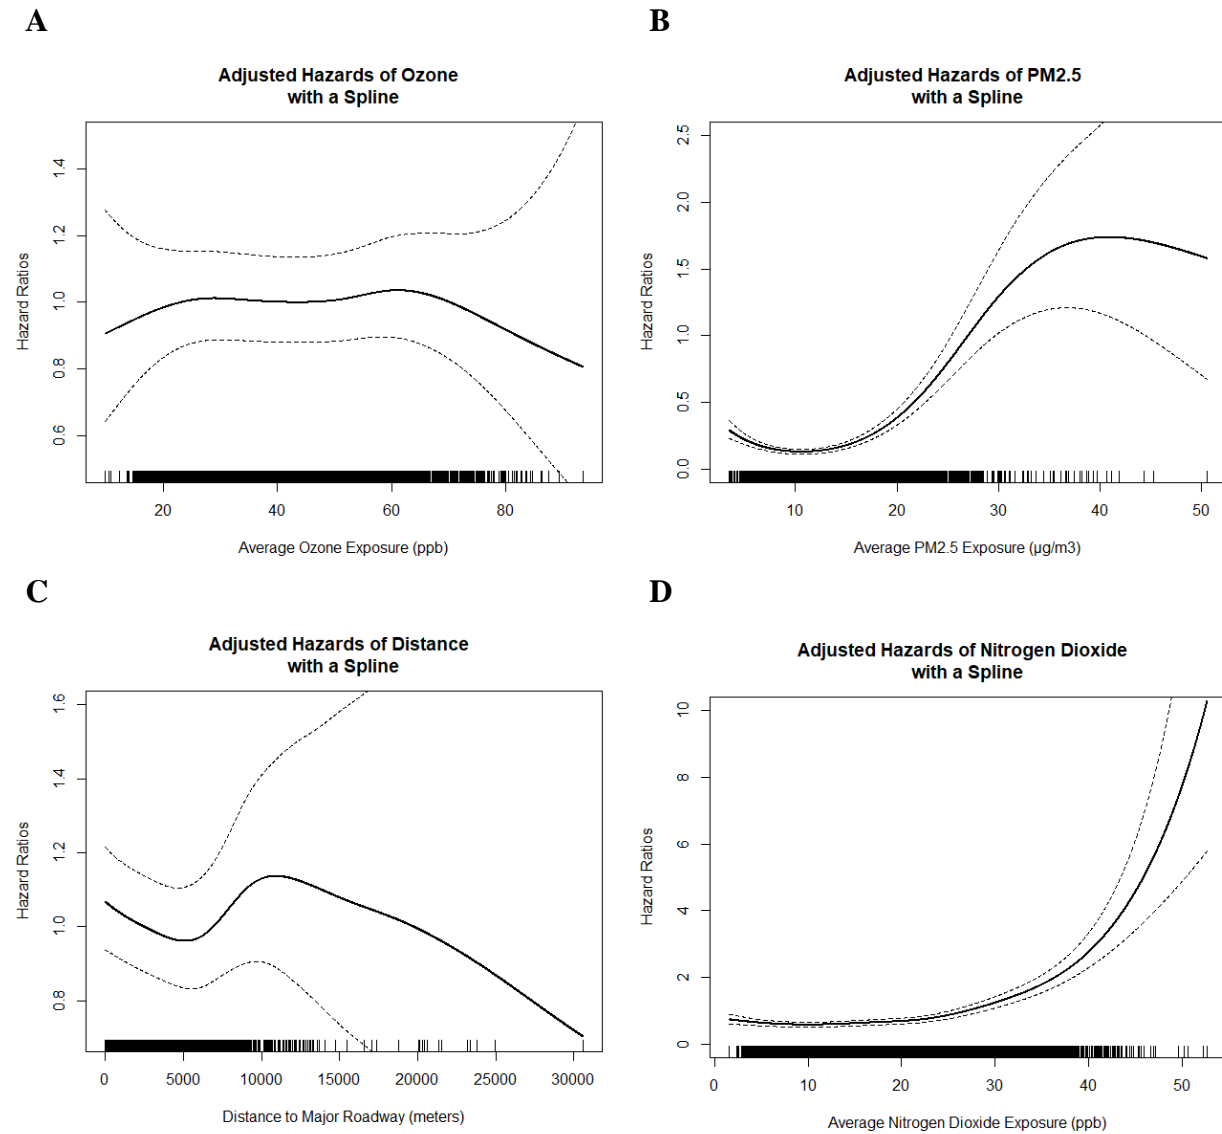 A
Adjusted Hazards of Ozone
with a Spline
Hazard Ratios
1.4
1.2
1.0
0.8
0.6
20
40
60
80
Average Ozone Exposure (ppb)
B
Adjusted Hazards of PM2.5
with a Spline
Hazard Ratios
2.5
2.0
1.5
1.0
0.5
0.0
10
20
30
40
50
Average PM2.5 Exposure (µg/m3)
C
Adjusted Hazards of Distance
with a Spline
Hazard Ratios
1.6
1.4
1.2
1.0
0.8
0
5000
10000
15000
20000
25000
30000
Distance to Major Roadway (meters)
D
Adjusted Hazards of Nitrogen Dioxide
with a Spline
Hazard Ratios
10
8
6
4
2
0
0
10
20
30
40
50
Average Nitrogen Dioxide Exposure (ppb)